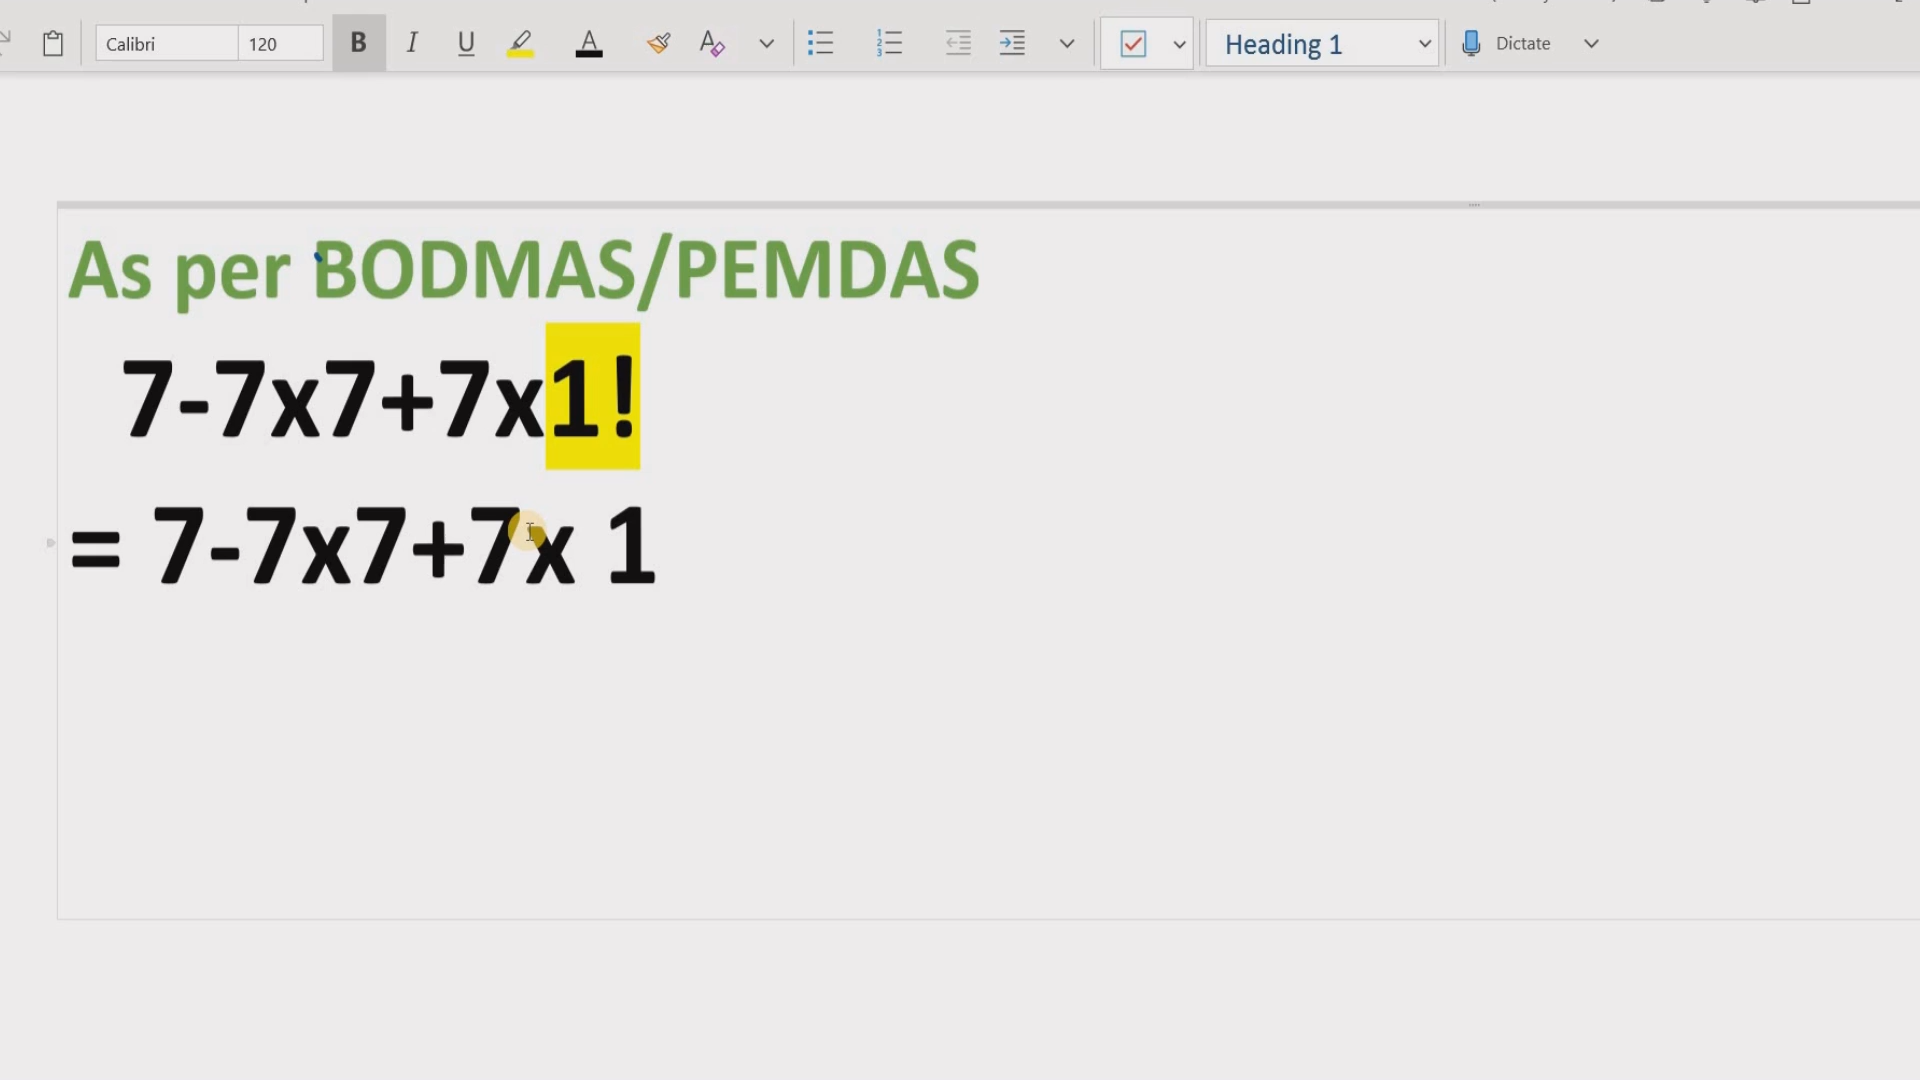 Calibri 120 B I U A A Heading 1 Dictate
As per BODMAS/PEMDAS
7-7x7+7x1!
= 7-7x7+7x 1